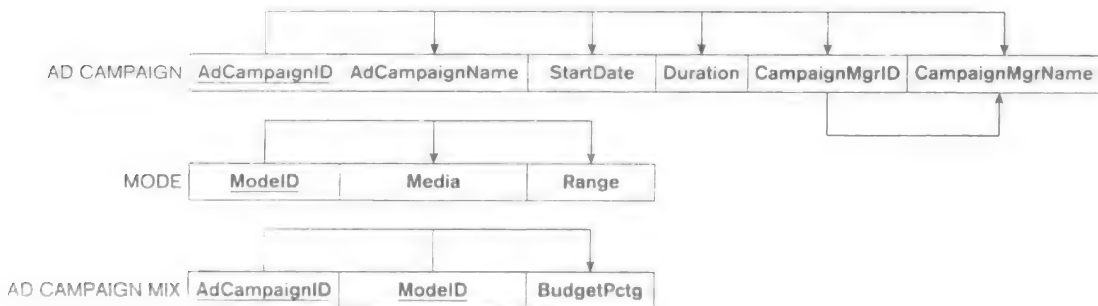 AD CAMPAIGN AdCampaignID AdCampaignName StartDate Duration CampaignMgrID CampaignMgrName
MODE ModeID Media Range
AD CAMPAIGN MIX AdCampaignID ModeID BudgetPctg